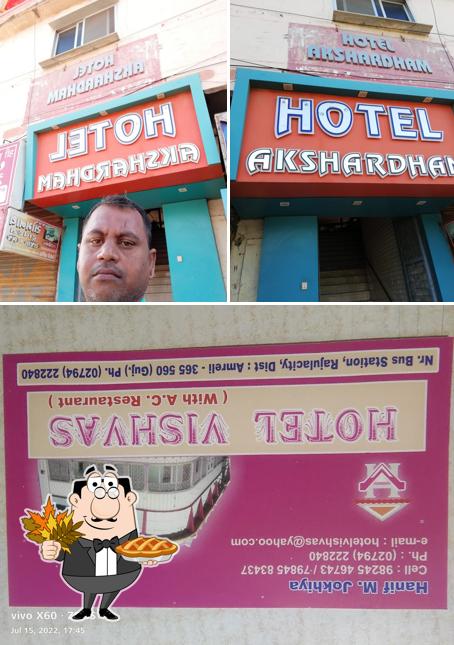 HOTEL
AKSHARDHAM
HOTEL
AKSHARDHAM
HOTEL
AKSHARDHAM
HOTEL
AKSHARDHAM
Hanif M. Jokhiya
Cell : 98245 46743 / 79845 83437
Ph. : (02794) 222840
e-mail : hotelvishvas@yahoo.com
HOTEL VISHVAS
( With A.C. Restaurant )
Nr. Bus Station, Rajulacity, Dist : Amreli - 365 560 (Guj.) Ph. (02794) 222840
vivo X60 ·
Jul 15, 2022, 17:45